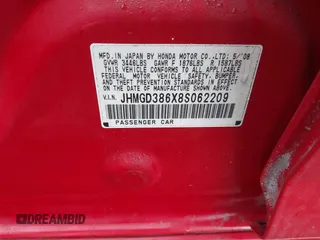 MFD. IN JAPAN BY HONDA MOTOR CO., LTD: 5/08
GVWR 3446LBS GAWR F 1876LBS R 1587LBS
THIS VEHICLE CONFORMS TO ALL APPLICABLE
FEDERAL MOTOR VEHICLE SAFETY, BUMPER,
AND THEFT PREVENTION STANDARDS IN EFFECT
ON THE DATE OF MANUFACTURE SHOWN ABOVE.
V.I.N. JHMGD386X8S062209
PASSENGER CAR
DREAMBID